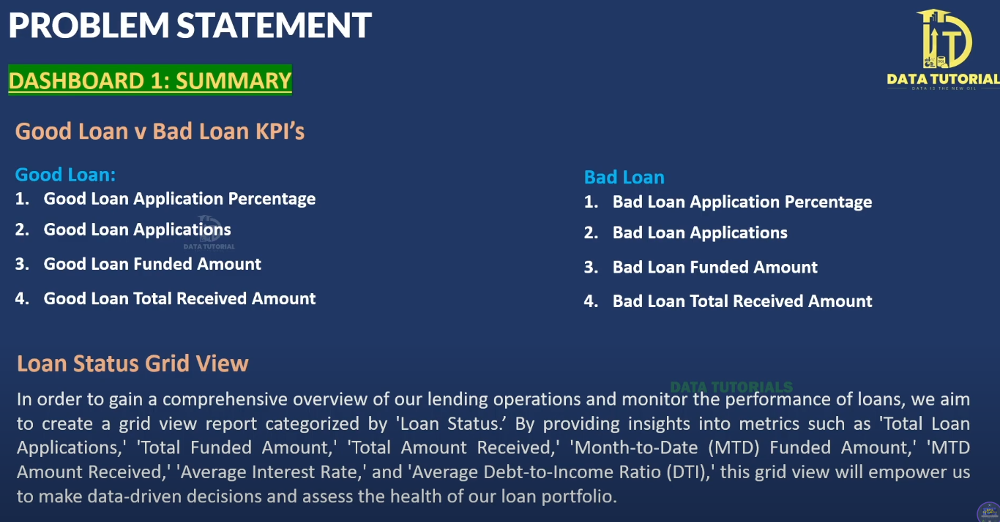 PROBLEM STATEMENT
DATA TUTORIAL
DATA IS THE NEW OIL
DASHBOARD 1: SUMMARY
Good Loan v Bad Loan KPI’s
Good Loan:
1. Good Loan Application Percentage
2. Good Loan Applications
DATA TUTORIAL
3. Good Loan Funded Amount
4. Good Loan Total Received Amount
Bad Loan
1. Bad Loan Application Percentage
2. Bad Loan Applications
3. Bad Loan Funded Amount
4. Bad Loan Total Received Amount
Loan Status Grid View
DATA TUTORIALS
In order to gain a comprehensive overview of our lending operations and monitor the performance of loans, we aim
to create a grid view report categorized by 'Loan Status.’ By providing insights into metrics such as 'Total Loan
Applications,' 'Total Funded Amount,' 'Total Amount Received,' 'Month-to-Date (MTD) Funded Amount,' 'MTD
Amount Received,' 'Average Interest Rate,' and 'Average Debt-to-Income Ratio (DTI),' this grid view will empower us
to make data-driven decisions and assess the health of our loan portfolio.